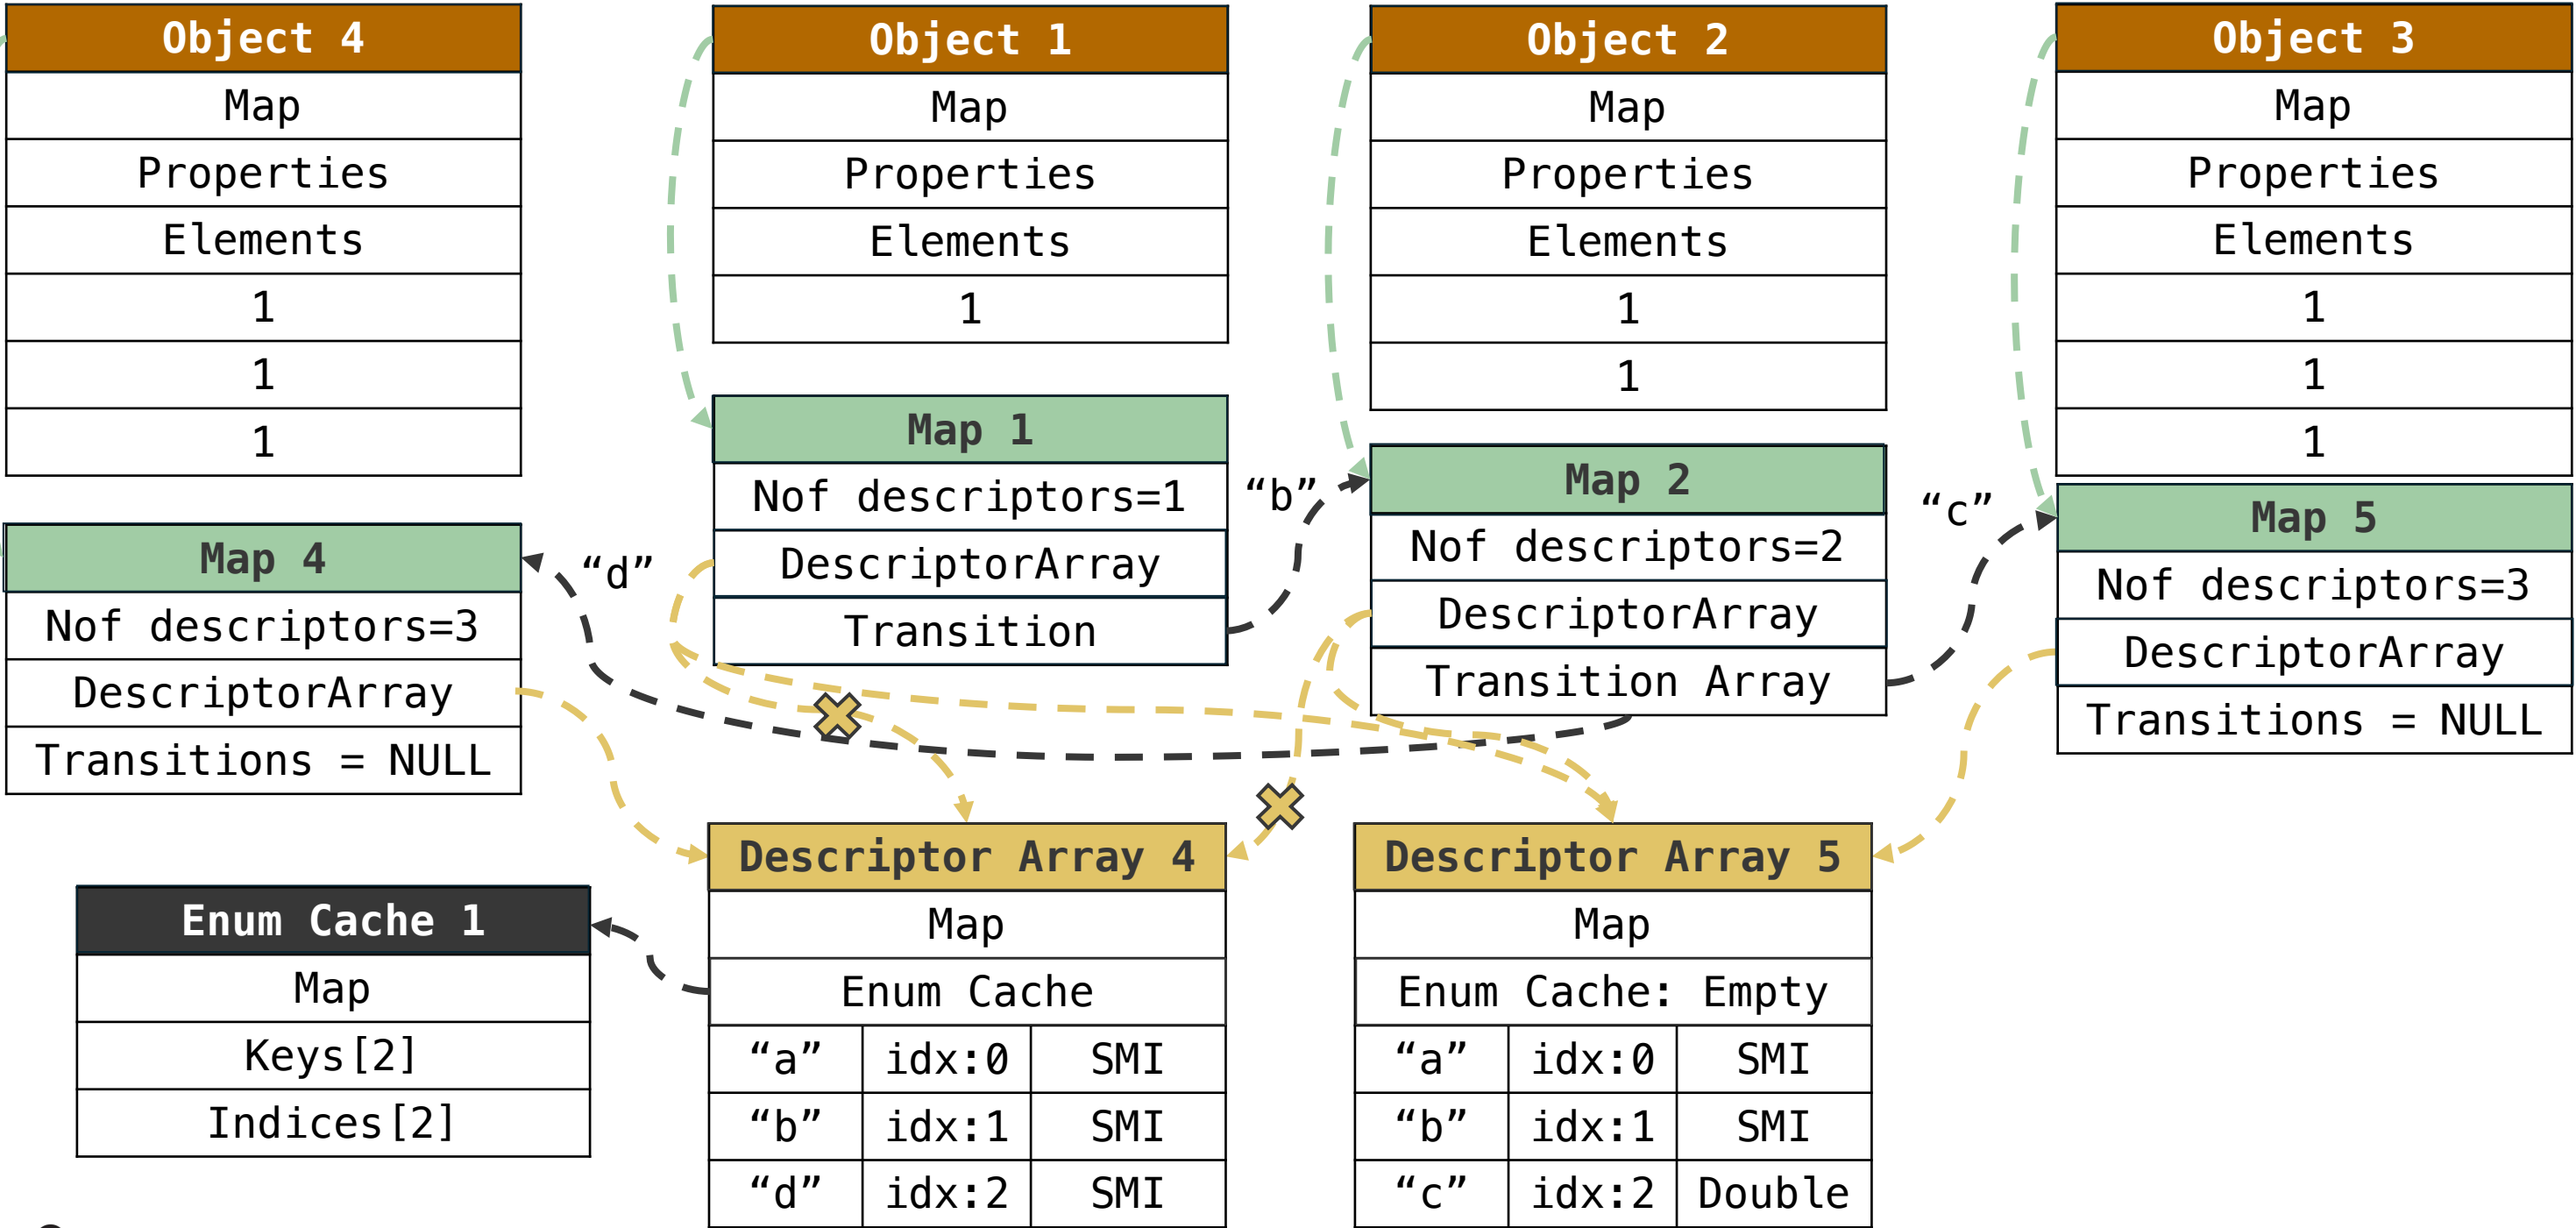 Object 4
Map
Properties
Elements
1
1
1
Object 1
Map
Properties
Elements
1
Object 2
Map
Properties
Elements
1
1
Object 3
Map
Properties
Elements
1
1
1
Map 4
Nof descriptors=3
DescriptorArray
Transitions = NULL
“d”
Map 1
Nof descriptors=1
DescriptorArray
Transition
“b”
Map 2
Nof descriptors=2
DescriptorArray
Transition Array
“c”
Map 5
Nof descriptors=3
DescriptorArray
Transitions = NULL
Enum Cache 1
Map
Keys[2]
Indices[2]
Descriptor Array 4
Map
Enum Cache
“a” idx:0 SMI
“b” idx:1 SMI
“d” idx:2 SMI
Descriptor Array 5
Map
Enum Cache: Empty
“a” idx:0 SMI
“b” idx:1 SMI
“c” idx:2 Double